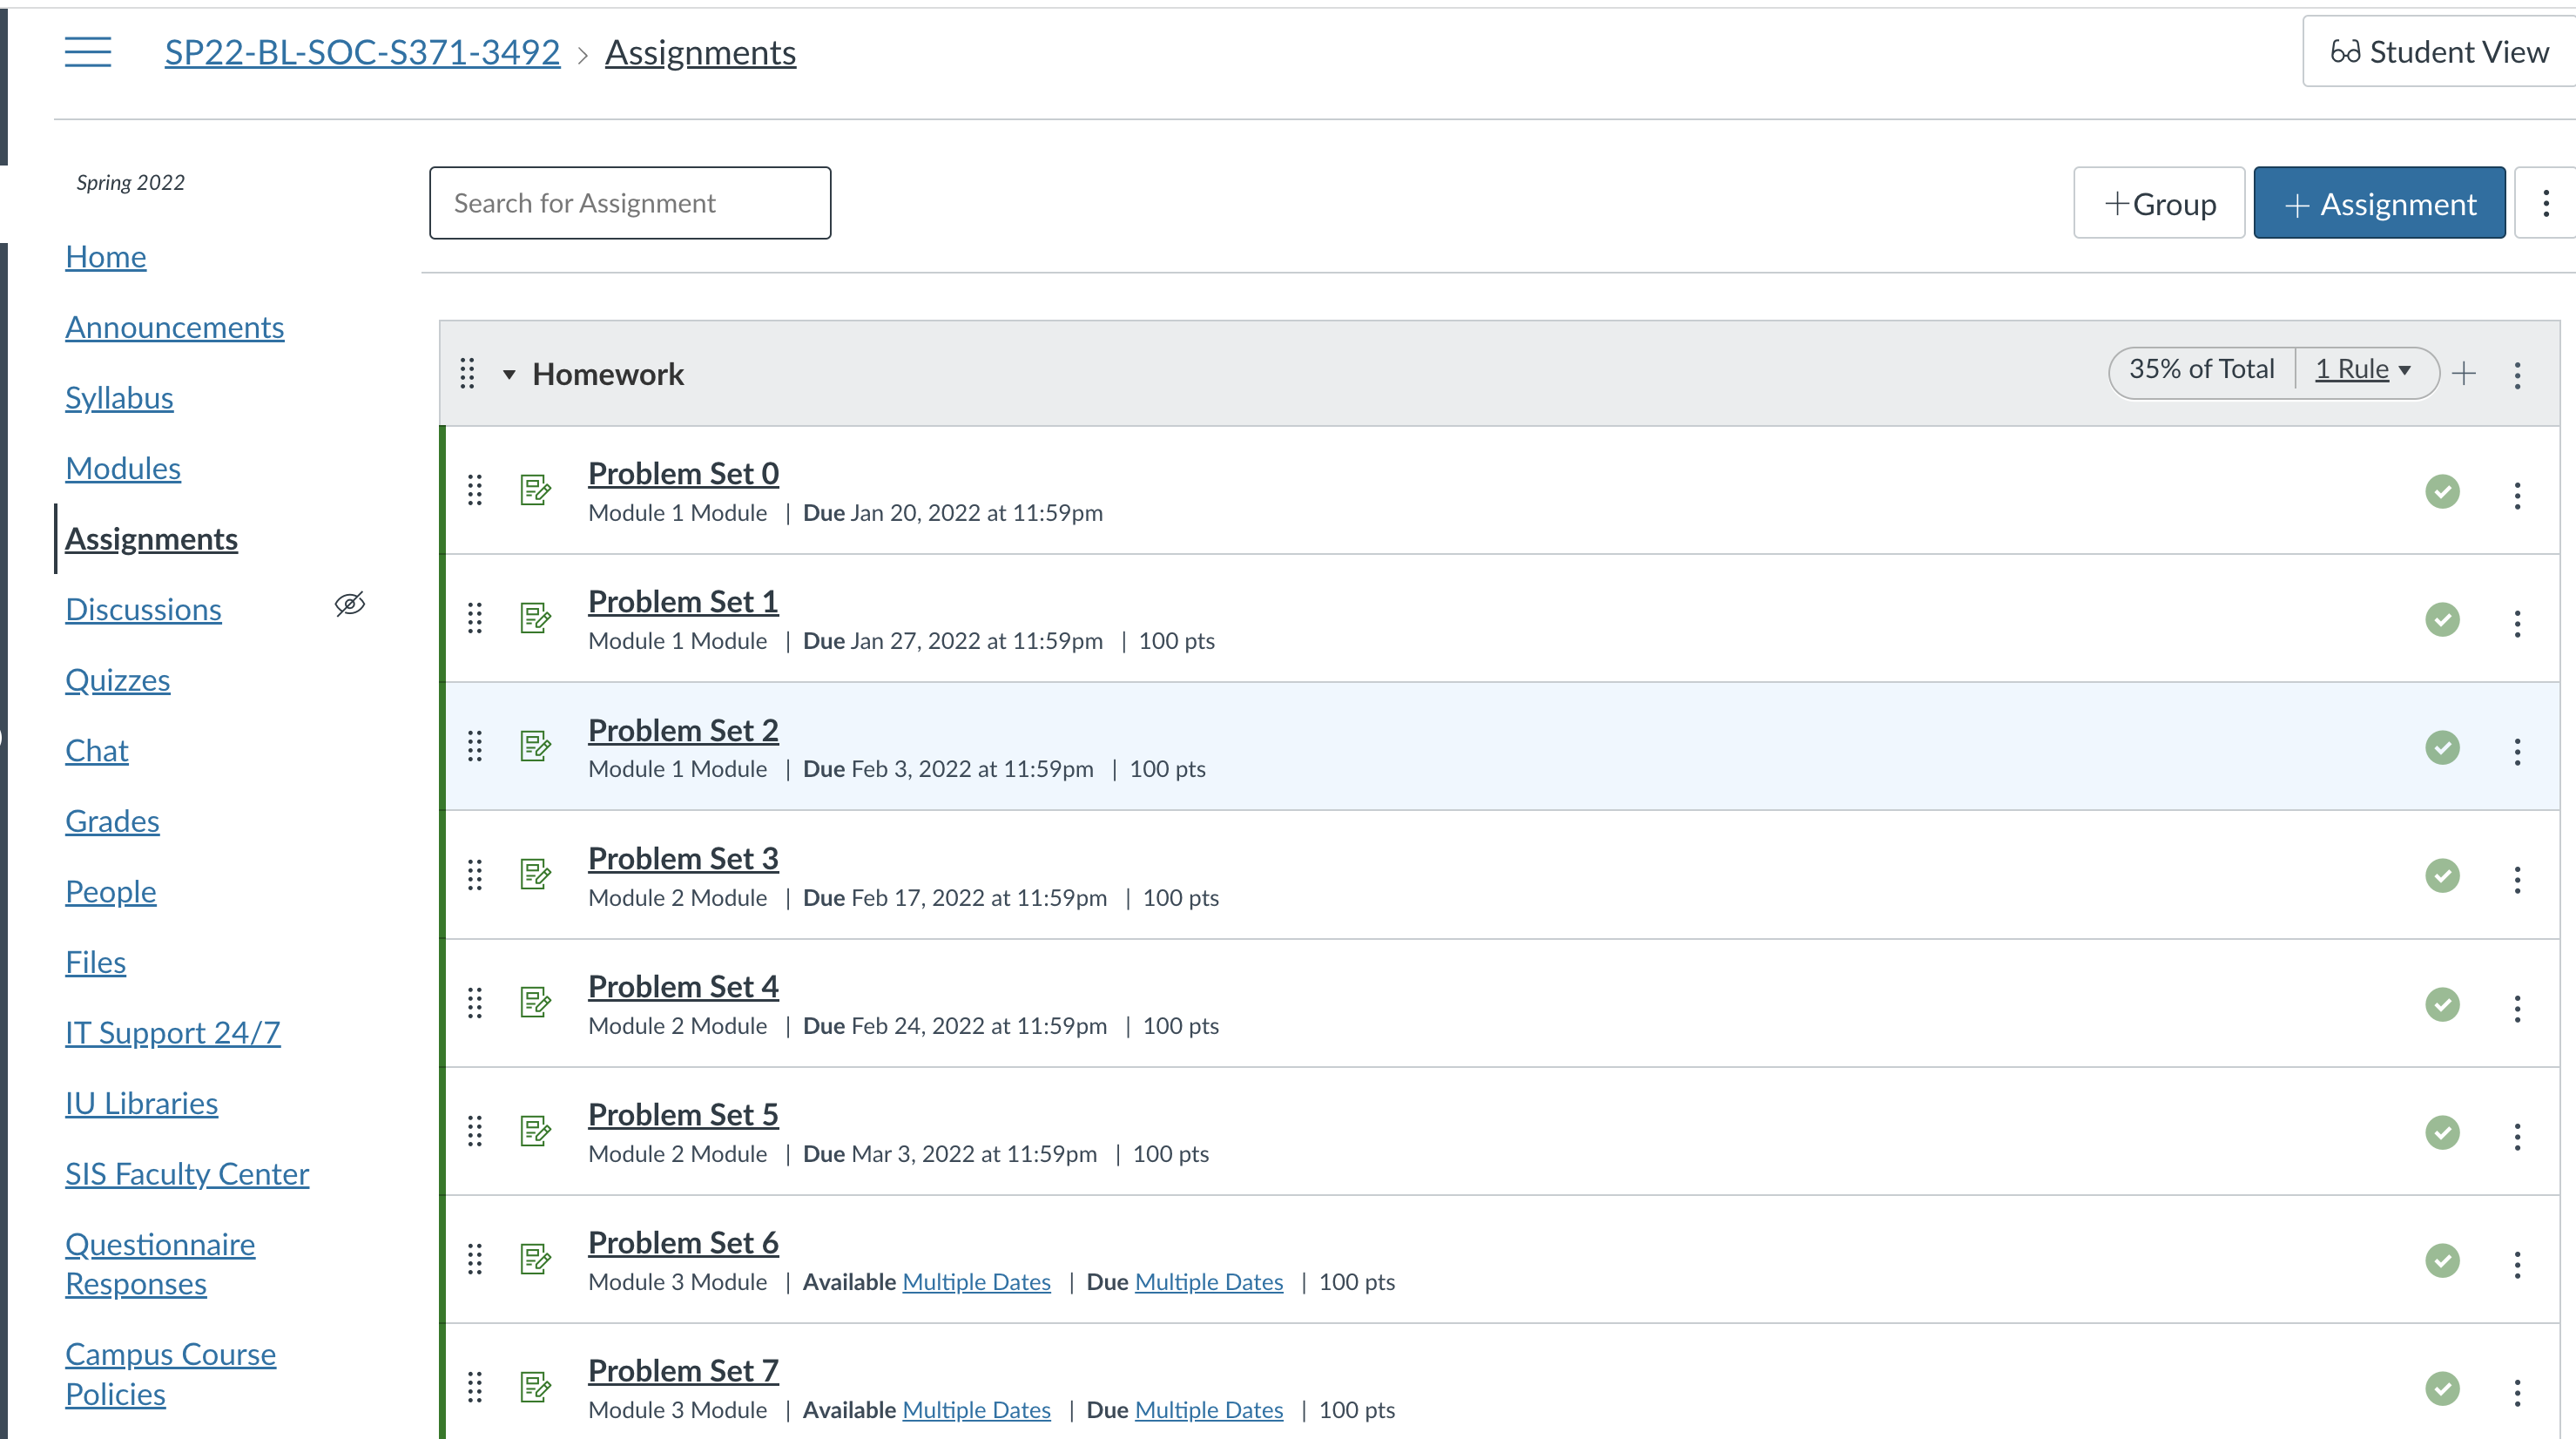 SP22-BL-SOC-S371-3492 › Assignments
Student View
Spring 2022
Home
Announcements
Syllabus
Modules
Assignments
Discussions
Quizzes
Chat
Grades
People
Files
IT Support 24/7
IU Libraries
SIS Faculty Center
Questionnaire
Responses
Campus Course
Policies
Search for Assignment
+Group
+ Assignment
Homework
35% of Total | 1 Rule
Problem Set 0
Module 1 Module | Due Jan 20, 2022 at 11:59pm
Problem Set 1
Module 1 Module | Due Jan 27, 2022 at 11:59pm | 100 pts
Problem Set 2
Module 1 Module | Due Feb 3, 2022 at 11:59pm | 100 pts
Problem Set 3
Module 2 Module | Due Feb 17, 2022 at 11:59pm | 100 pts
Problem Set 4
Module 2 Module | Due Feb 24, 2022 at 11:59pm | 100 pts
Problem Set 5
Module 2 Module | Due Mar 3, 2022 at 11:59pm | 100 pts
Problem Set 6
Module 3 Module | Available Multiple Dates | Due Multiple Dates | 100 pts
Problem Set 7
Module 3 Module | Available Multiple Dates | Due Multiple Dates | 100 pts